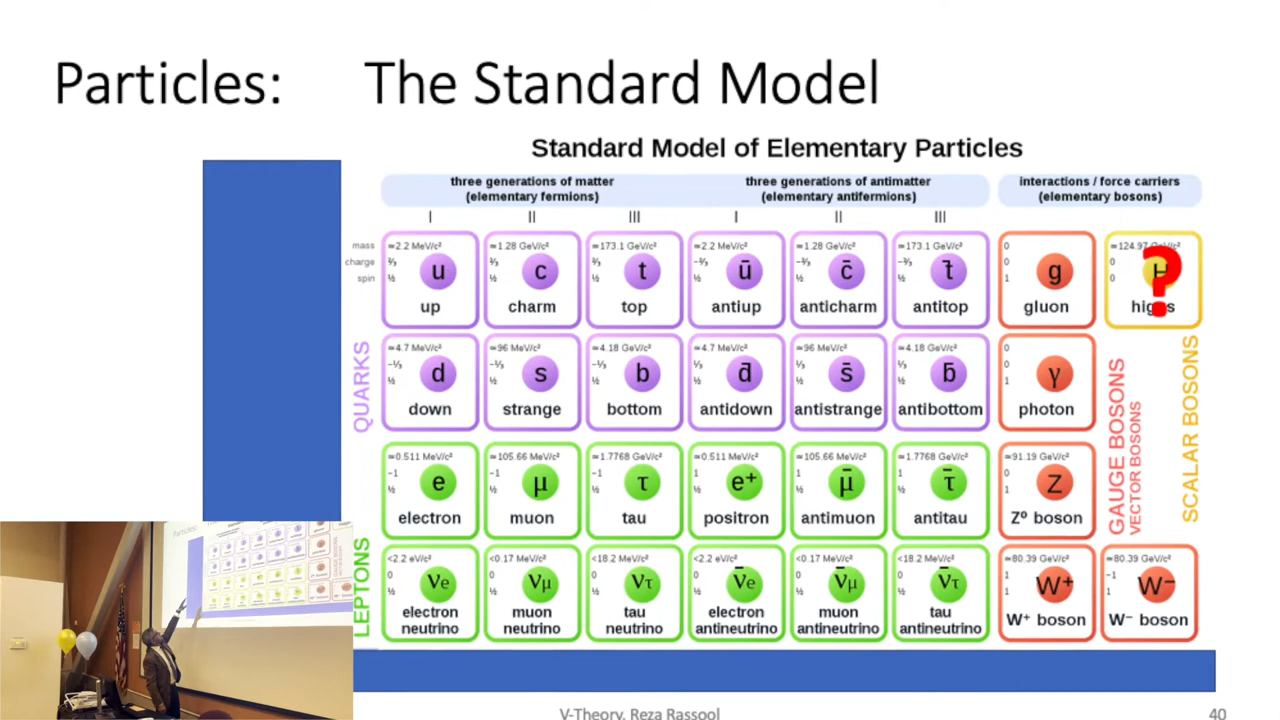 Particles: The Standard Model
Standard Model of Elementary Particles
three generations of matter
(elementary fermions)
three generations of antimatter
(elementary antifermions)
interactions / force carriers
(elementary bosons)
I II III I II III
mass
charge
spin
≃2.2 MeV/c²
⅔
½
u
up
≃1.28 GeV/c²
⅔
½
c
charm
≃173.1 GeV/c²
⅔
½
t
top
≃2.2 MeV/c²
−⅔
½
ū
antiup
≃1.28 GeV/c²
−⅔
½
c̄
anticharm
≃173.1 GeV/c²
−⅔
½
t̄
antitop
0
0
1
g
gluon
≃124.97 GeV/c²
0
0
H
?
higgs
QUARKS
≃4.7 MeV/c²
−⅓
½
d
down
≃96 MeV/c²
−⅓
½
s
strange
≃4.18 GeV/c²
−⅓
½
b
bottom
≃4.7 MeV/c²
⅓
½
d̄
antidown
≃96 MeV/c²
⅓
½
s̄
antistrange
≃4.18 GeV/c²
⅓
½
b̄
antibottom
0
0
1
γ
photon
GAUGE BOSONS
VECTOR BOSONS
SCALAR BOSONS
≃0.511 MeV/c²
−1
½
e
electron
≃105.66 MeV/c²
−1
½
μ
muon
≃1.7768 GeV/c²
−1
½
τ
tau
≃0.511 MeV/c²
1
½
e⁺
positron
≃105.66 MeV/c²
1
½
μ̄
antimuon
≃1.7768 GeV/c²
1
½
τ̄
antitau
≃91.19 GeV/c²
0
1
Z
Z⁰ boson
LEPTONS
<2.2 eV/c²
0
½
νe
electron
neutrino
<0.17 MeV/c²
0
½
νμ
muon
neutrino
<18.2 MeV/c²
0
½
ντ
tau
neutrino
<2.2 eV/c²
0
½
ν̄e
electron
antineutrino
<0.17 MeV/c²
0
½
ν̄μ
muon
antineutrino
<18.2 MeV/c²
0
½
ν̄τ
tau
antineutrino
≃80.39 GeV/c²
1
1
W⁺
W⁺ boson
≃80.39 GeV/c²
−1
1
W⁻
W⁻ boson
V-Theory, Reza Rassool
40